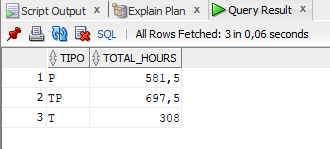 Script Output × Explain Plan × Query Result ×
SQL | All Rows Fetched: 3 in 0,06 seconds
TIPO TOTAL_HOURS
1 P 581,5
2 TP 697,5
3 T 308